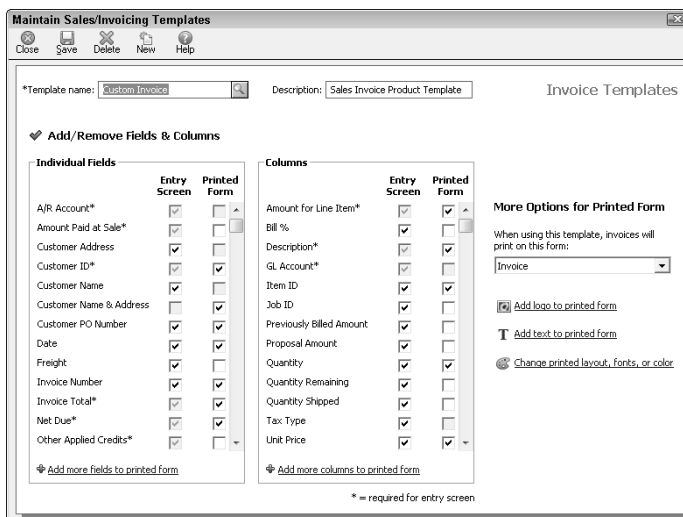 Maintain Sales/Invoicing Templates
Close Save Delete New Help
*Template name: Custom Invoice Description: Sales Invoice Product Template Invoice Templates
Add/Remove Fields & Columns
Individual Fields
Entry Screen Printed Form
A/R Account*
Amount Paid at Sale*
Customer Address
Customer ID*
Customer Name
Customer Name & Address
Customer PO Number
Date
Freight
Invoice Number
Invoice Total*
Net Due*
Other Applied Credits*
Add more fields to printed form
Columns
Entry Screen Printed Form
Amount for Line Item*
Bill %
Description*
GL Account*
Item ID
Job ID
Previously Billed Amount
Proposal Amount
Quantity
Quantity Remaining
Quantity Shipped
Tax Type
Unit Price
Add more columns to printed form
* = required for entry screen
More Options for Printed Form
When using this template, invoices will
print on this form:
Invoice
Add logo to printed form
T Add text to printed form
Change printed layout, fonts, or color